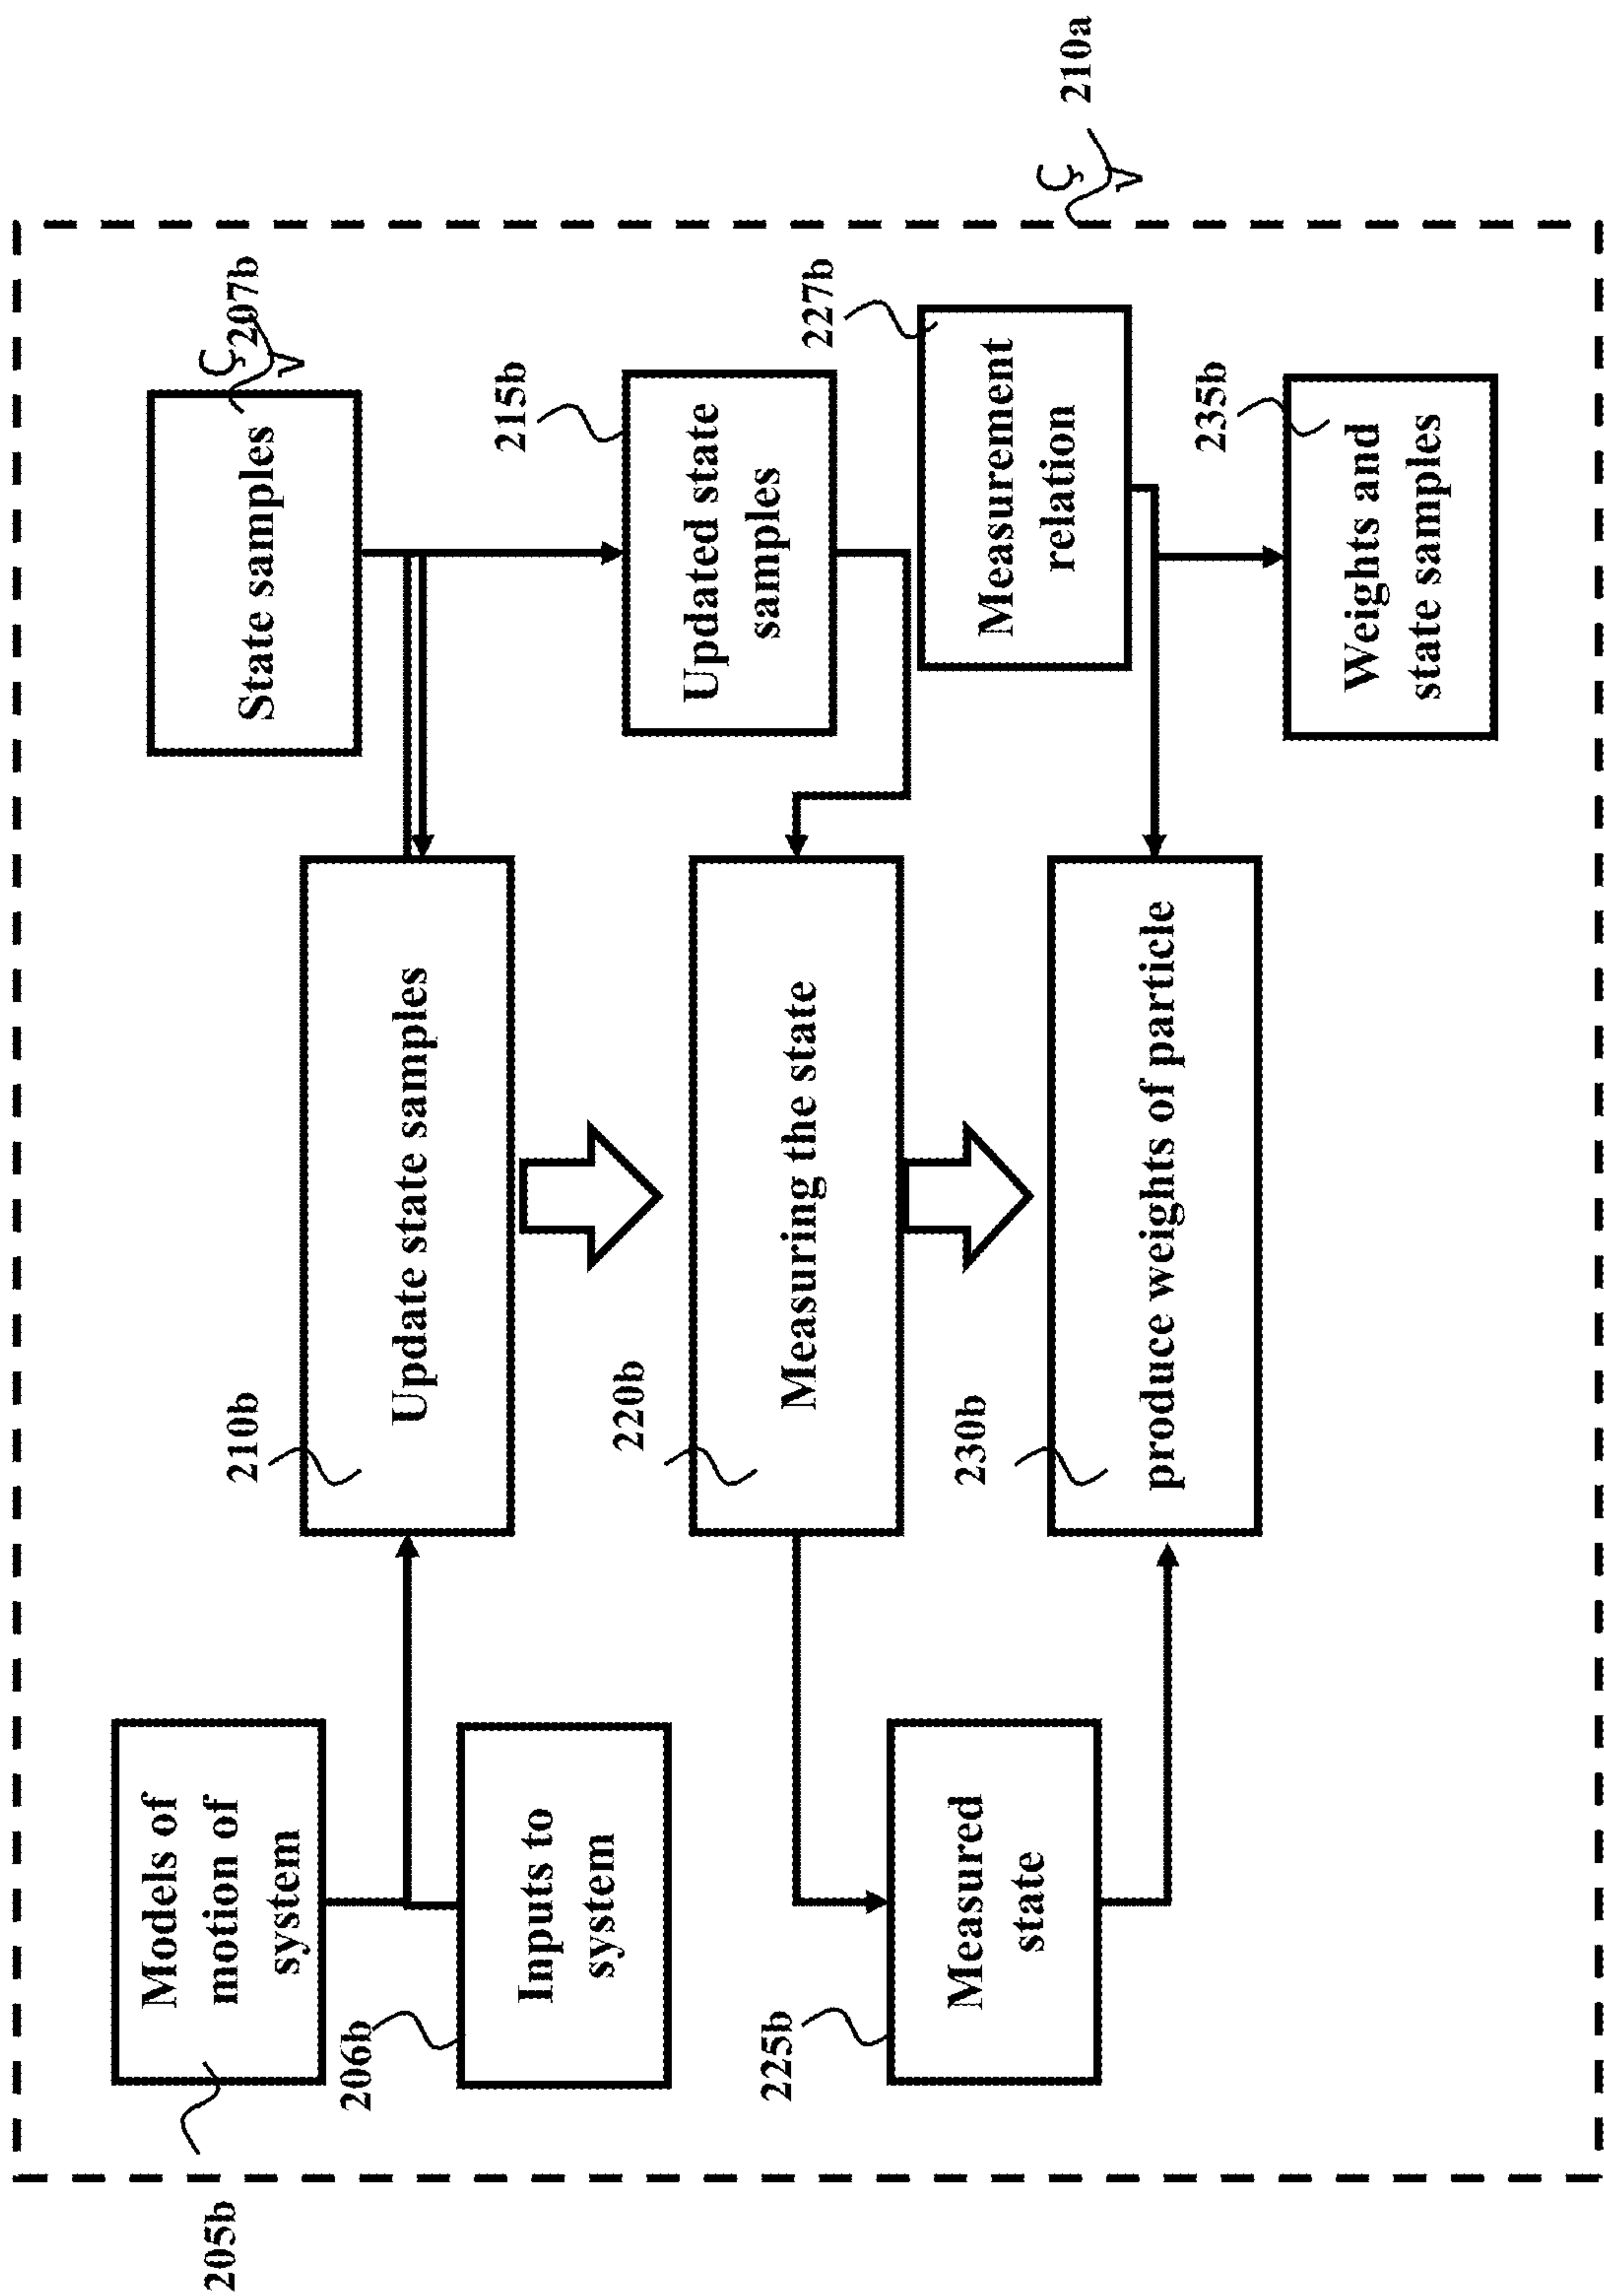 205b
Models of
motion of
system
State samples
207b
210b
Update state samples
206b
Inputs to
system
215b
Updated state
samples
220b
Measuring the state
225b
Measured
state
227b
Measurement
relation
230b
produce weights of particle
235b
Weights and
state samples
210a